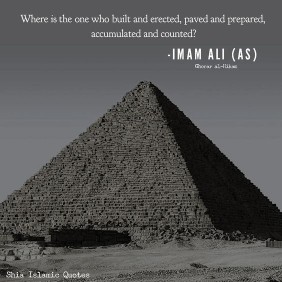 Where is the one who built and erected, paved and prepared,
accumulated and counted?
-IMAM ALI (AS)
Ghurar al-Hikam
Shia Islamic Quotes